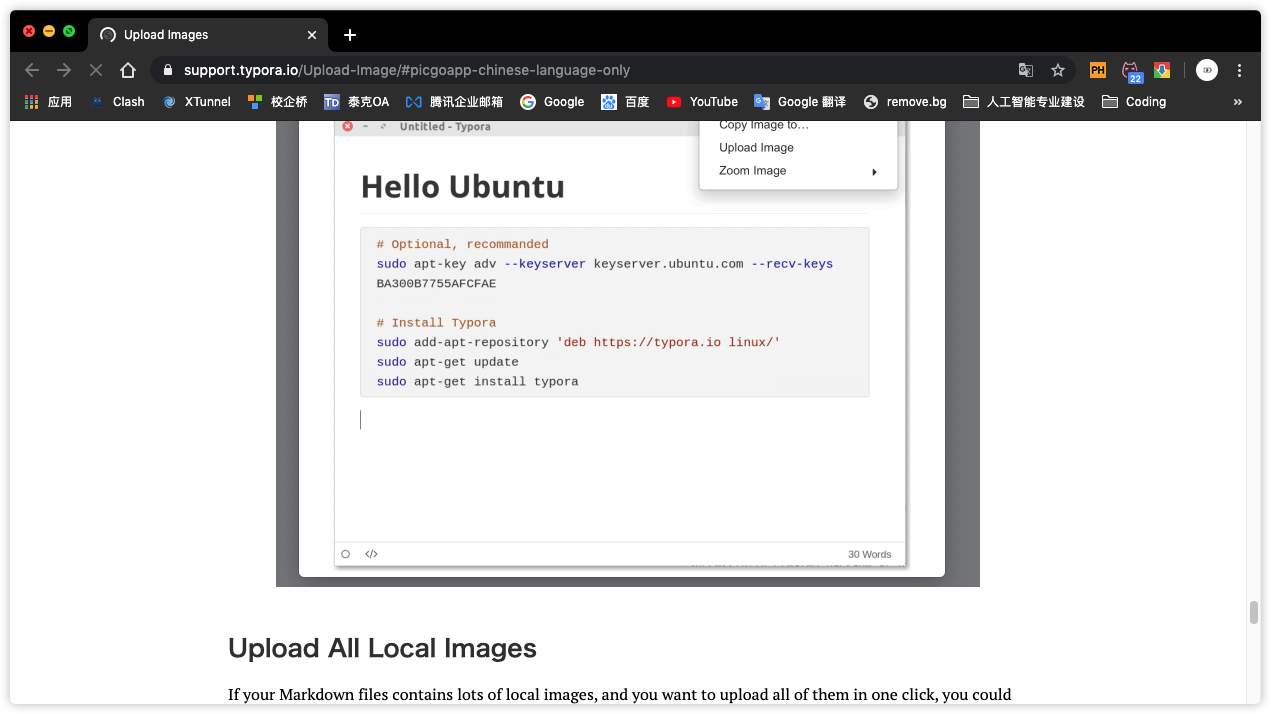 Upload Images
support.typora.io/Upload-Image/#picgoapp-chinese-language-only
PH
22
应用 Clash XTunnel 校企桥 TD 泰克OA 腾讯企业邮箱 Google 百度 YouTube Google 翻译 remove.bg 人工智能专业建设 Coding »
Untitled - Typora
Copy Image to…
Upload Image
Zoom Image
Hello Ubuntu
# Optional, recommanded
sudo apt-key adv --keyserver keyserver.ubuntu.com --recv-keys
BA300B7755AFCFAE
# Install Typora
sudo add-apt-repository 'deb https://typora.io linux/'
sudo apt-get update
sudo apt-get install typora
</> 30 Words
Upload All Local Images
If your Markdown files contains lots of local images, and you want to upload all of them in one click, you could